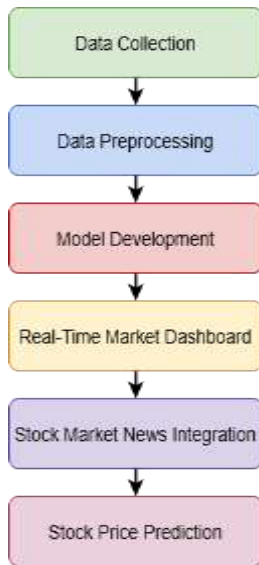 Data Collection
Data Preprocessing
Model Development
Real-Time Market Dashboard
Stock Market News Integration
Stock Price Prediction